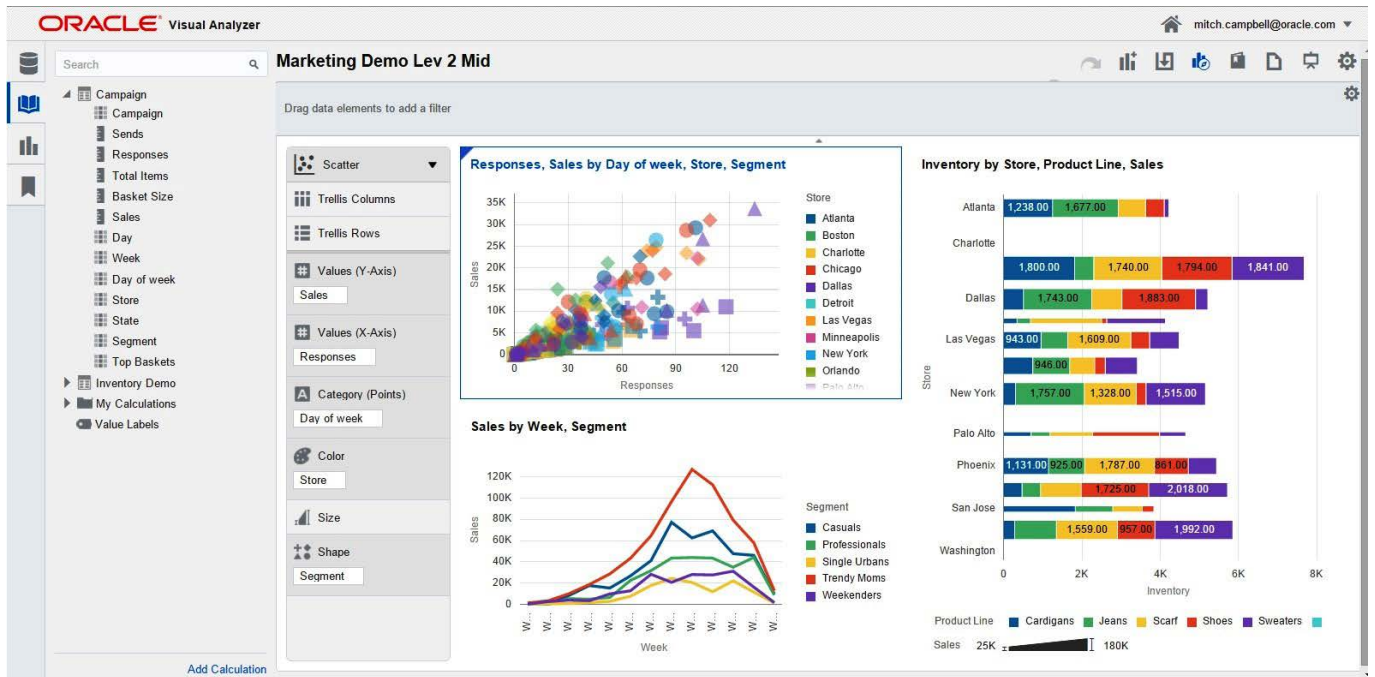 ORACLE Visual Analyzer
mitch.campbell@oracle.com
Search
Marketing Demo Lev 2 Mid
Drag data elements to add a filter
Campaign
Campaign
Sends
Responses
Total Items
Basket Size
Sales
Day
Week
Day of week
Store
State
Segment
Top Baskets
Inventory Demo
My Calculations
Value Labels
Add Calculation
Scatter
Trellis Columns
Trellis Rows
Values (Y-Axis)
Sales
Values (X-Axis)
Responses
Category (Points)
Day of week
Color
Store
Size
Shape
Segment
Responses, Sales by Day of week, Store, Segment
Sales
35K
30K
25K
20K
15K
10K
5K
0
0 30 60 90 120
Responses
Store
Atlanta
Boston
Charlotte
Chicago
Dallas
Detroit
Las Vegas
Minneapolis
New York
Orlando
Palo Alto
Sales by Week, Segment
Sales
120K
100K
80K
60K
40K
20K
0
W... W... W... W... W... W... W... W... W... W... W... W... W...
Week
Segment
Casuals
Professionals
Single Urbans
Trendy Moms
Weekenders
Inventory by Store, Product Line, Sales
Store
Atlanta 1,238.00 1,677.00
Charlotte
1,800.00 1,740.00 1,794.00 1,841.00
Dallas 1,743.00 1,883.00
Las Vegas 943.00 1,609.00
946.00
New York 1,757.00 1,328.00 1,515.00
Palo Alto
Phoenix 1,131.00 925.00 1,787.00 861.00
1,725.00 2,018.00
San Jose
1,559.00 957.00 1,992.00
Washington
0 2K 4K 6K 8K
Inventory
Product Line Cardigans Jeans Scarf Shoes Sweaters
Sales 25K 180K